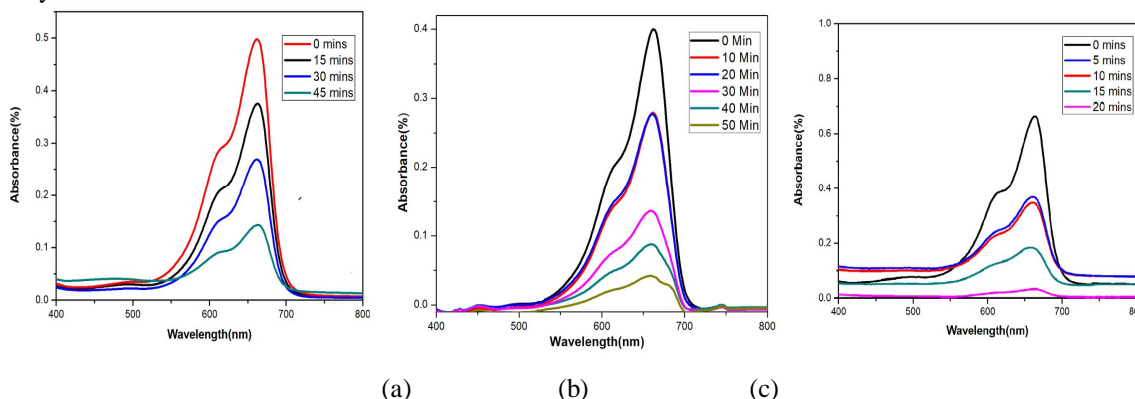 0.5
0.4
0.3
0.2
0.1
0.0
400 500 600 700 800
Absorbance(%)
Wavelength(nm)
0 mins
15 mins
30 mins
45 mins
0.4
0.3
0.2
0.1
0.0
400 500 600 700 800
Absorbance(%)
Wavelength(nm)
0 Min
10 Min
20 Min
30 Min
40 Min
50 Min
1.0
0.8
0.6
0.4
0.2
0.0
400 500 600 700 800
Absorbance(%)
Wavelength(nm)
0 mins
5 mins
10 mins
15 mins
20 mins
(a) (b) (c)